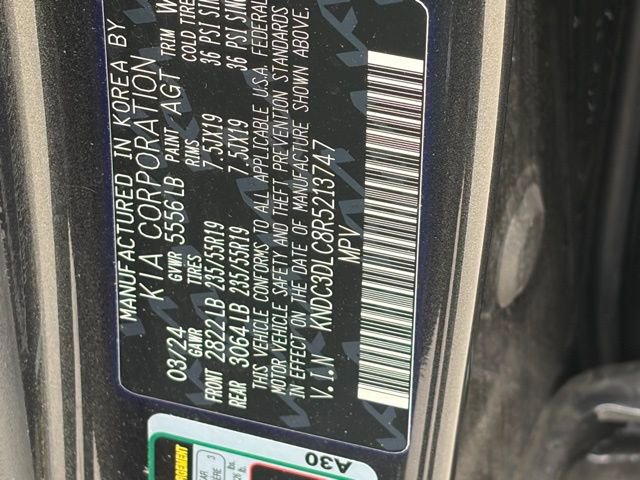 MANUFACTURED IN KOREA BY
KIA CORPORATION
03/24 GVWR 5556LB PAINT AGT TRIM
GAWR TIRES RIMS COLD TIRE
FRONT 2822LB 235/55R19 7.5JX19 36 PSI
REAR 3064LB 235/55R19 7.5JX19 36 PSI
THIS VEHICLE CONFORMS TO ALL APPLICABLE U.S.A. FEDERAL
MOTOR VEHICLE SAFETY AND THEFT PREVENTION STANDARDS
IN EFFECT ON THE DATE OF MANUFACTURE SHOWN ABOVE.
V.I.N KNDC3DLC8R5213747
MPV
A30